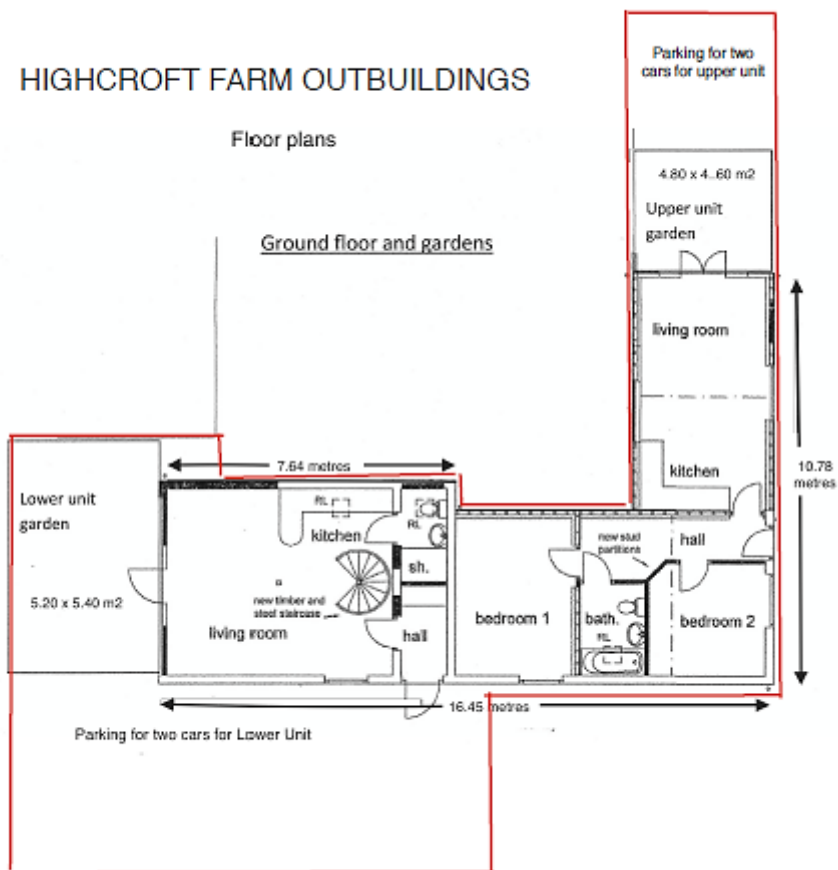 Parking for two
cars for upper unit
HIGHCROFT FARM OUTBUILDINGS
Floor plans
4.80 x 4..60 m2
Upper unit
garden
Ground floor and gardens
living room
7.64 metres
10.78
metres
kitchen
Lower unit
garden
RL
kitchen
RL
new stud
partitions
hall
sh.
5.20 x 5.40 m2
new timber and
steel staircase
living room
hall
bedroom 1
bath.
RL
bedroom 2
16.45 metres
Parking for two cars for Lower Unit